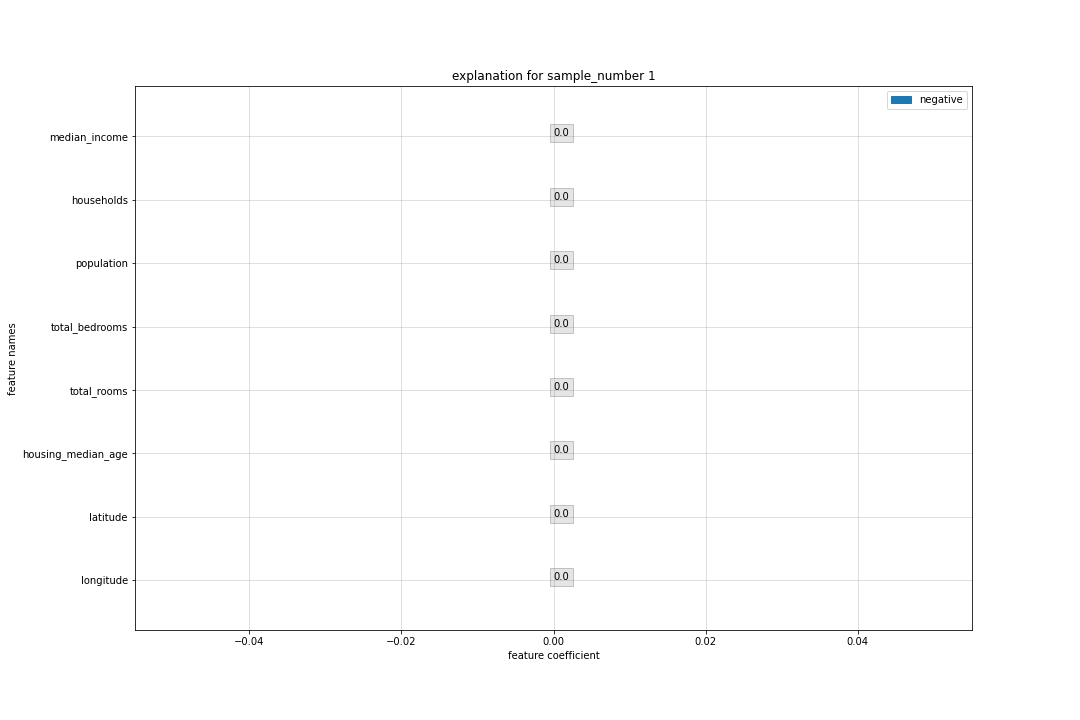 explanation for sample_number 1
negative
median_income 0.0
households 0.0
population 0.0
total_bedrooms 0.0
total_rooms 0.0
housing_median_age 0.0
latitude 0.0
longitude 0.0
feature names
−0.04 −0.02 0.00 0.02 0.04
feature coefficient